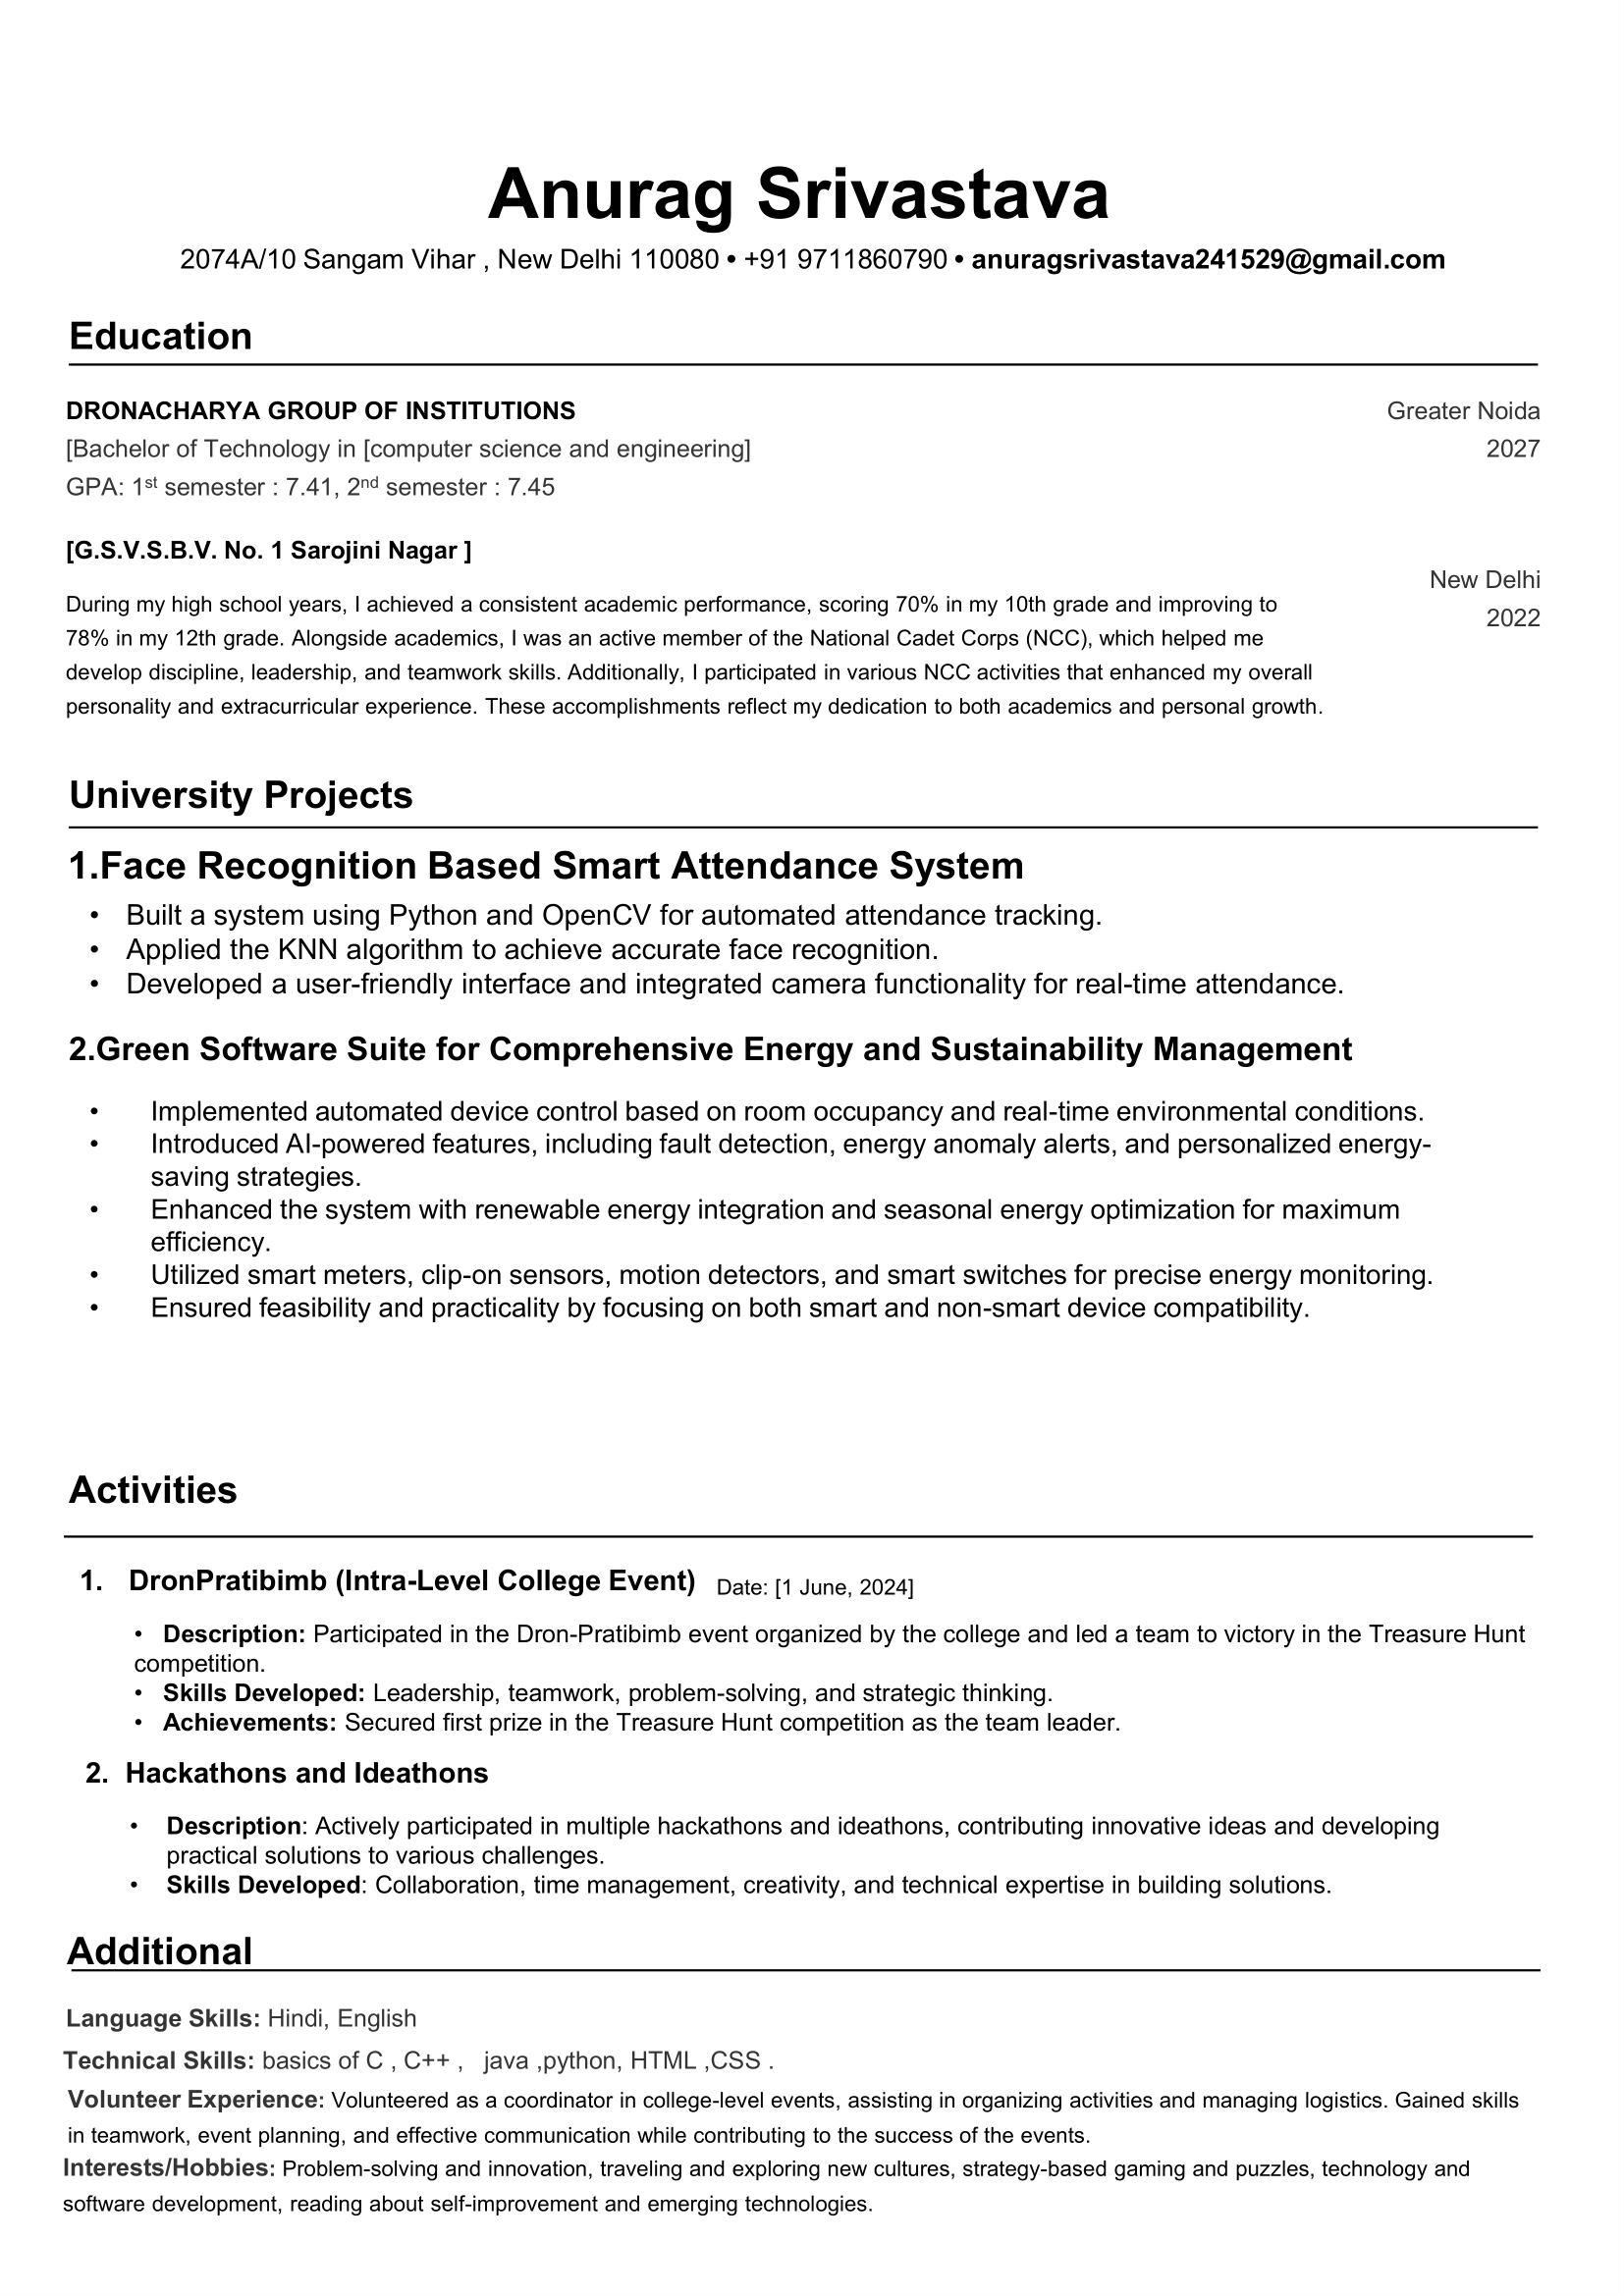 Anurag Srivastava
2074A/10 Sangam Vihar , New Delhi 110080 • +91 9711860790 • anuragsrivastava241529@gmail.com
Education
DRONACHARYA GROUP OF INSTITUTIONS Greater Noida
[Bachelor of Technology in [computer science and engineering] 2027
GPA: 1st semester : 7.41, 2nd semester : 7.45
[G.S.V.S.B.V. No. 1 Sarojini Nagar ]
New Delhi
2022
During my high school years, I achieved a consistent academic performance, scoring 70% in my 10th grade and improving to
78% in my 12th grade. Alongside academics, I was an active member of the National Cadet Corps (NCC), which helped me
develop discipline, leadership, and teamwork skills. Additionally, I participated in various NCC activities that enhanced my overall
personality and extracurricular experience. These accomplishments reflect my dedication to both academics and personal growth.
University Projects
1.Face Recognition Based Smart Attendance System
• Built a system using Python and OpenCV for automated attendance tracking.
• Applied the KNN algorithm to achieve accurate face recognition.
• Developed a user-friendly interface and integrated camera functionality for real-time attendance.
2.Green Software Suite for Comprehensive Energy and Sustainability Management
• Implemented automated device control based on room occupancy and real-time environmental conditions.
• Introduced AI-powered features, including fault detection, energy anomaly alerts, and personalized energy-
saving strategies.
• Enhanced the system with renewable energy integration and seasonal energy optimization for maximum
efficiency.
• Utilized smart meters, clip-on sensors, motion detectors, and smart switches for precise energy monitoring.
• Ensured feasibility and practicality by focusing on both smart and non-smart device compatibility.
Activities
1. DronPratibimb (Intra-Level College Event) Date: [1 June, 2024]
• Description: Participated in the Dron-Pratibimb event organized by the college and led a team to victory in the Treasure Hunt
competition.
• Skills Developed: Leadership, teamwork, problem-solving, and strategic thinking.
• Achievements: Secured first prize in the Treasure Hunt competition as the team leader.
2. Hackathons and Ideathons
• Description: Actively participated in multiple hackathons and ideathons, contributing innovative ideas and developing
practical solutions to various challenges.
• Skills Developed: Collaboration, time management, creativity, and technical expertise in building solutions.
Additional
Language Skills: Hindi, English
Technical Skills: basics of C , C++ , java ,python, HTML ,CSS .
Volunteer Experience: Volunteered as a coordinator in college-level events, assisting in organizing activities and managing logistics. Gained skills
in teamwork, event planning, and effective communication while contributing to the success of the events.
Interests/Hobbies: Problem-solving and innovation, traveling and exploring new cultures, strategy-based gaming and puzzles, technology and
software development, reading about self-improvement and emerging technologies.